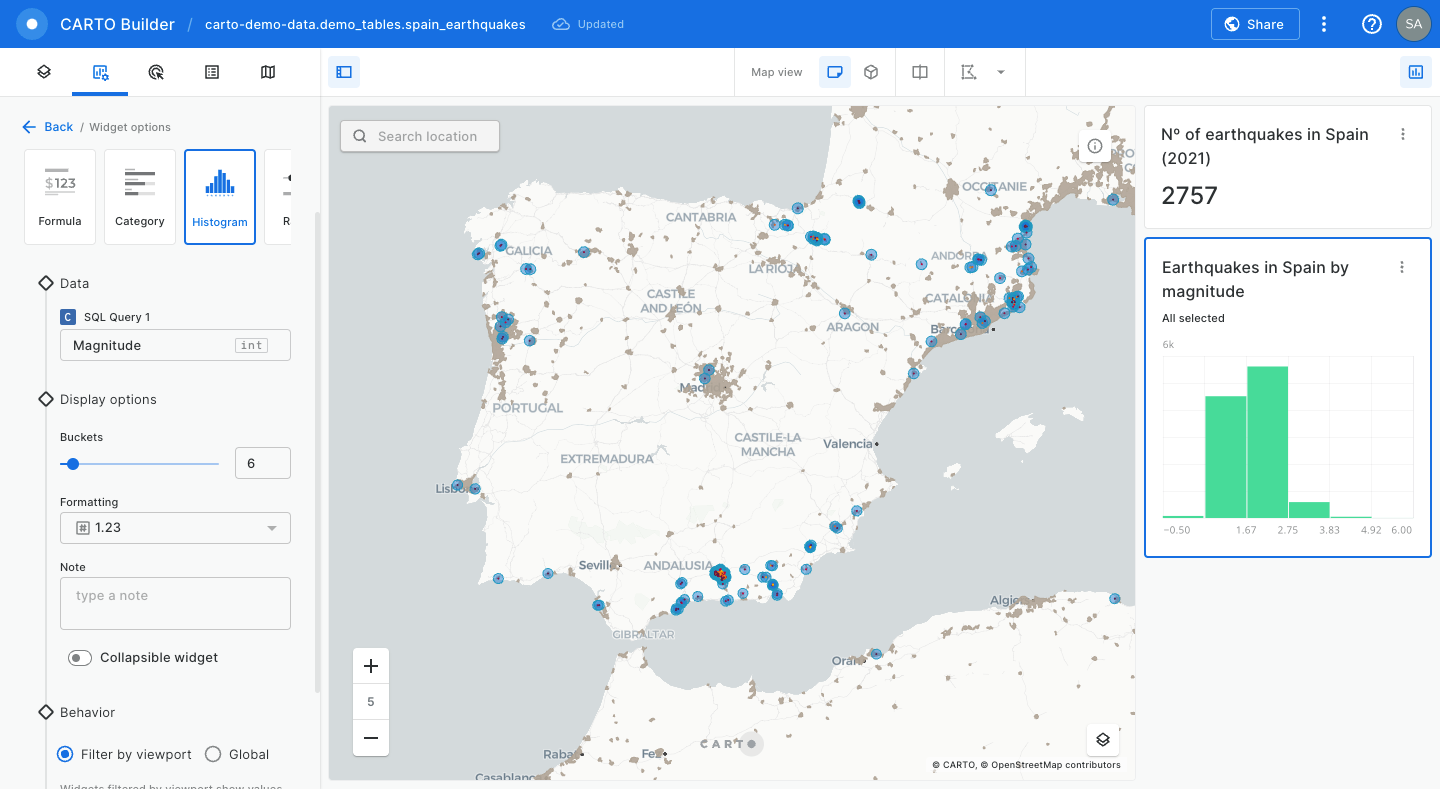 CARTO Builder / carto-demo-data.demo_tables.spain_earthquakes Updated Share SA
Map view
Back / Widget options
$123
Formula
Category
Histogram
R
Data
C SQL Query 1
Magnitude int
Display options
Buckets
6
Formatting
# 1.23
Note
type a note
Collapsible widget
Behavior
Filter by viewport Global
Widgets filtered by viewport show values
Search location
OCCITANIE
CANTABRIA
GALICIA
ANDORRA
LA RIOJA
CASTILE
AND LEÓN
CATALONIA
ARAGON
Barc
Madrid
PORTUGAL
CASTILE-LA
MANCHA
Valencia
EXTREMADURA
Lisbo
Sevill
ANDALUSIA
Algie
GIBRALTAR
Oran
5
CARTO
Raba
Fe
Casablanc
© CARTO, © OpenStreetMap contributors
Nº of earthquakes in Spain
(2021)
2757
Earthquakes in Spain by
magnitude
All selected
6k
−0.50 1.67 2.75 3.83 4.92 6.00